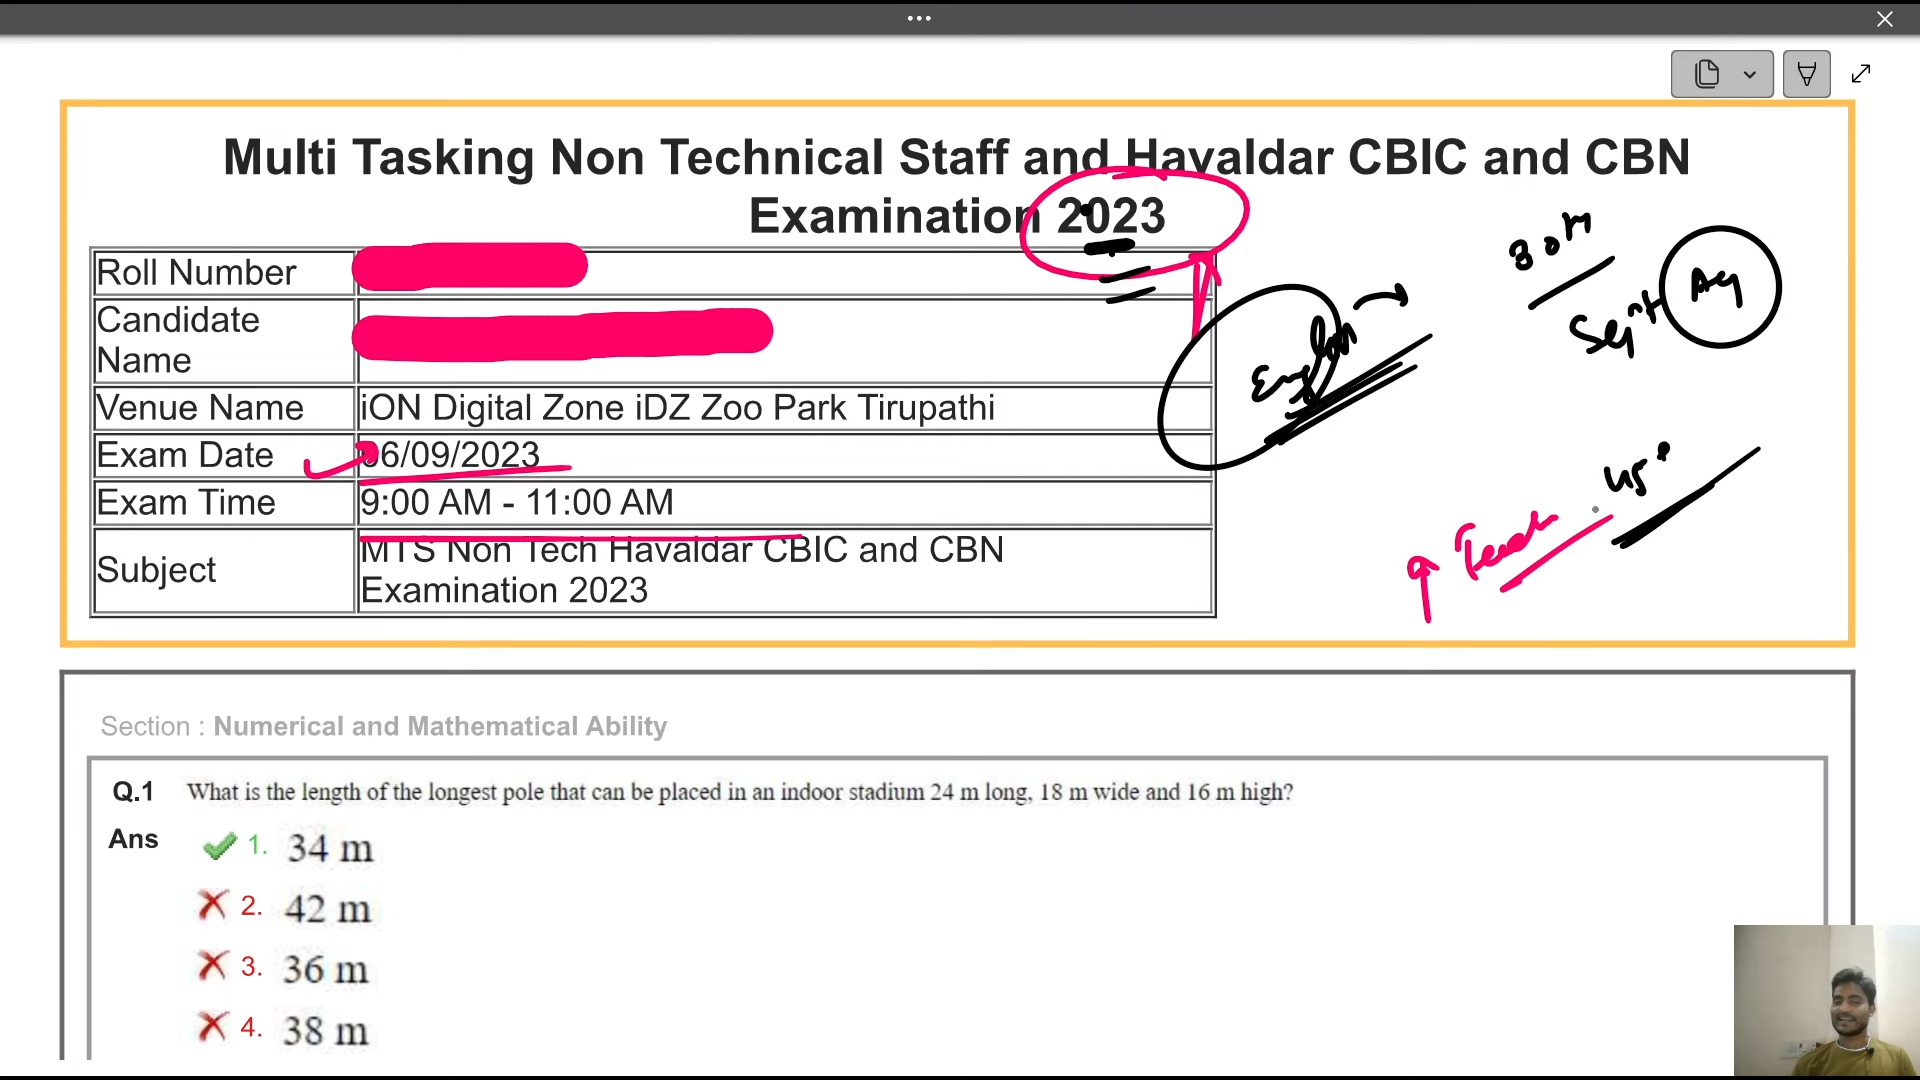 Multi Tasking Non Technical Staff and Havaldar CBIC and CBN
Examination 2023
Roll Number
Candidate
Name
Venue Name iON Digital Zone iDZ Zoo Park Tirupathi
Exam Date 06/09/2023
Exam Time 9:00 AM - 11:00 AM
Subject MTS Non Tech Havaldar CBIC and CBN
Examination 2023
Section : Numerical and Mathematical Ability
Q.1 What is the length of the longest pole that can be placed in an indoor stadium 24 m long, 18 m wide and 16 m high?
Ans 1. 34 m
2. 42 m
3. 36 m
4. 38 m
45